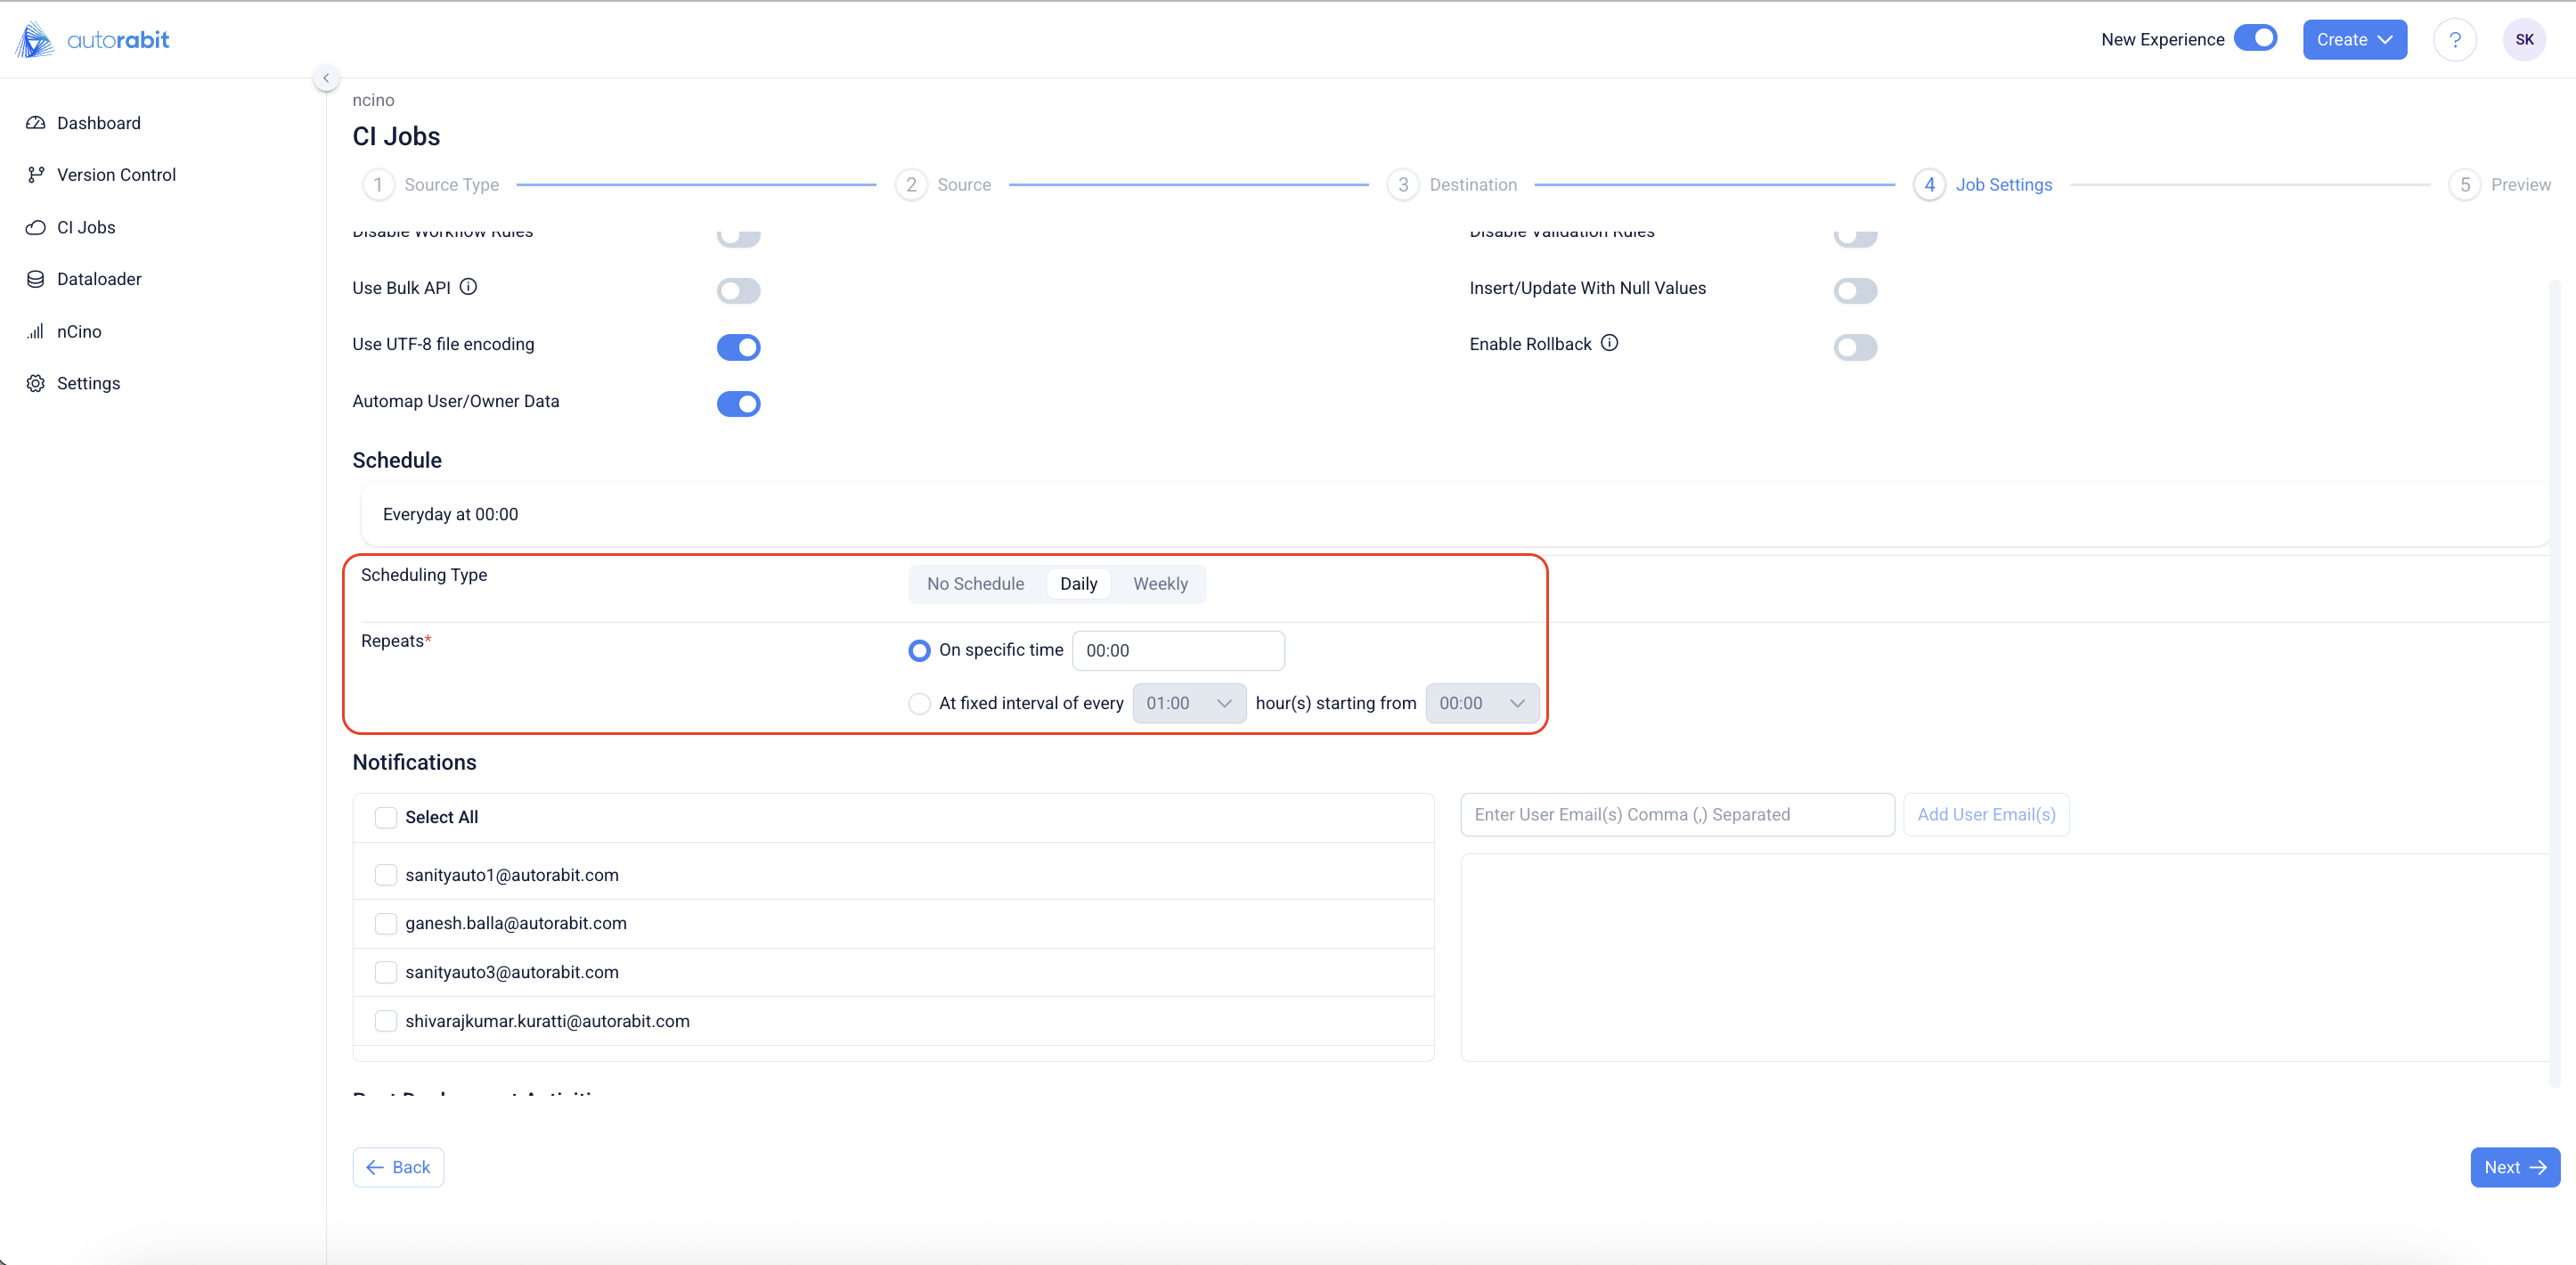 autorabit
New Experience
Create
?
SK
ncino
Dashboard
CI Jobs
Version Control
1 Source Type 2 Source 3 Destination 4 Job Settings 5 Preview
CI Jobs
Disable Workflow Rules
Disable Validation Rules
Dataloader
Use Bulk API
Insert/Update With Null Values
nCino
Use UTF-8 file encoding
Enable Rollback
Settings
Automap User/Owner Data
Schedule
Everyday at 00:00
Scheduling Type
No Schedule Daily Weekly
Repeats*
On specific time 00:00
At fixed interval of every 01:00 hour(s) starting from 00:00
Notifications
Select All
Enter User Email(s) Comma (,) Separated
Add User Email(s)
sanityauto1@autorabit.com
ganesh.balla@autorabit.com
sanityauto3@autorabit.com
shivarajkumar.kuratti@autorabit.com
Back
Next